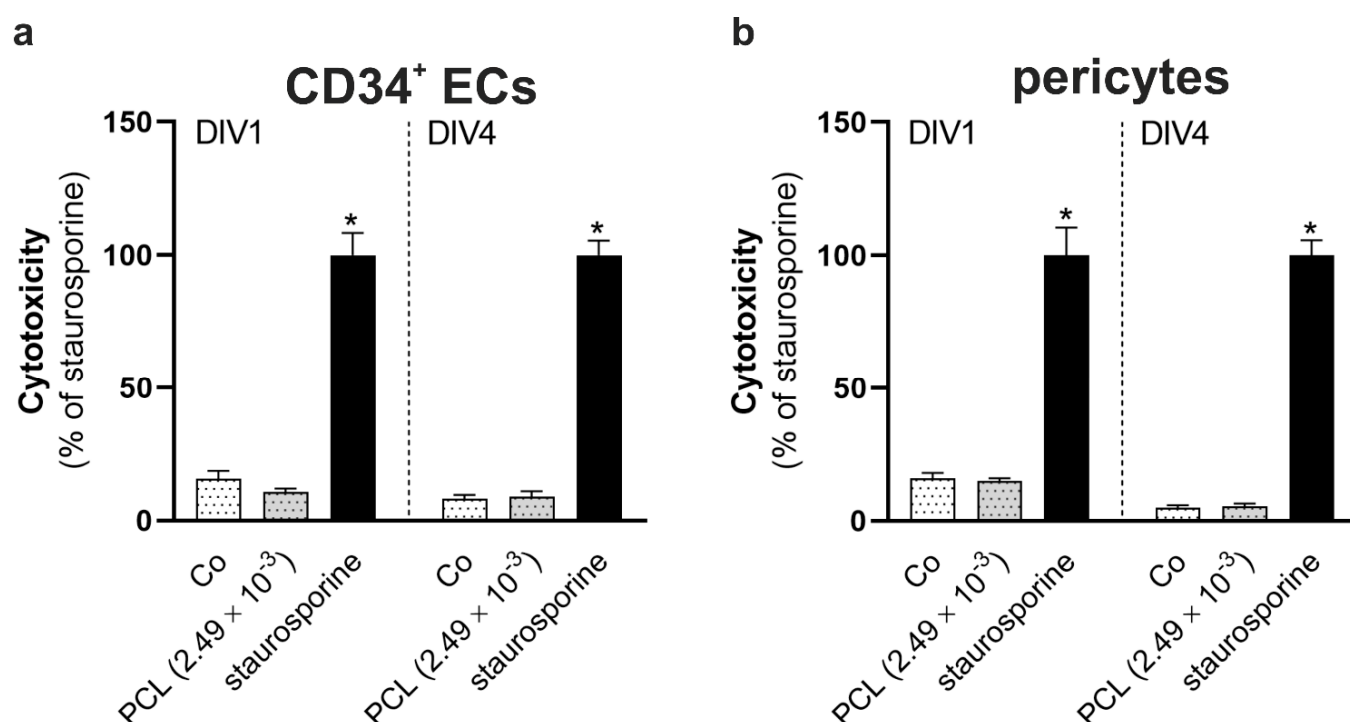 a
CD34⁺ ECs
Cytotoxicity
(% of staurosporine)
150
100
50
0
DIV1
DIV4
*
*
Co
PCL (2.49 × 10⁻³)
staurosporine
Co
PCL (2.49 × 10⁻³)
staurosporine
b
pericytes
Cytotoxicity
(% of staurosporine)
150
100
50
0
DIV1
DIV4
*
*
Co
PCL (2.49 × 10⁻³)
staurosporine
Co
PCL (2.49 × 10⁻³)
staurosporine